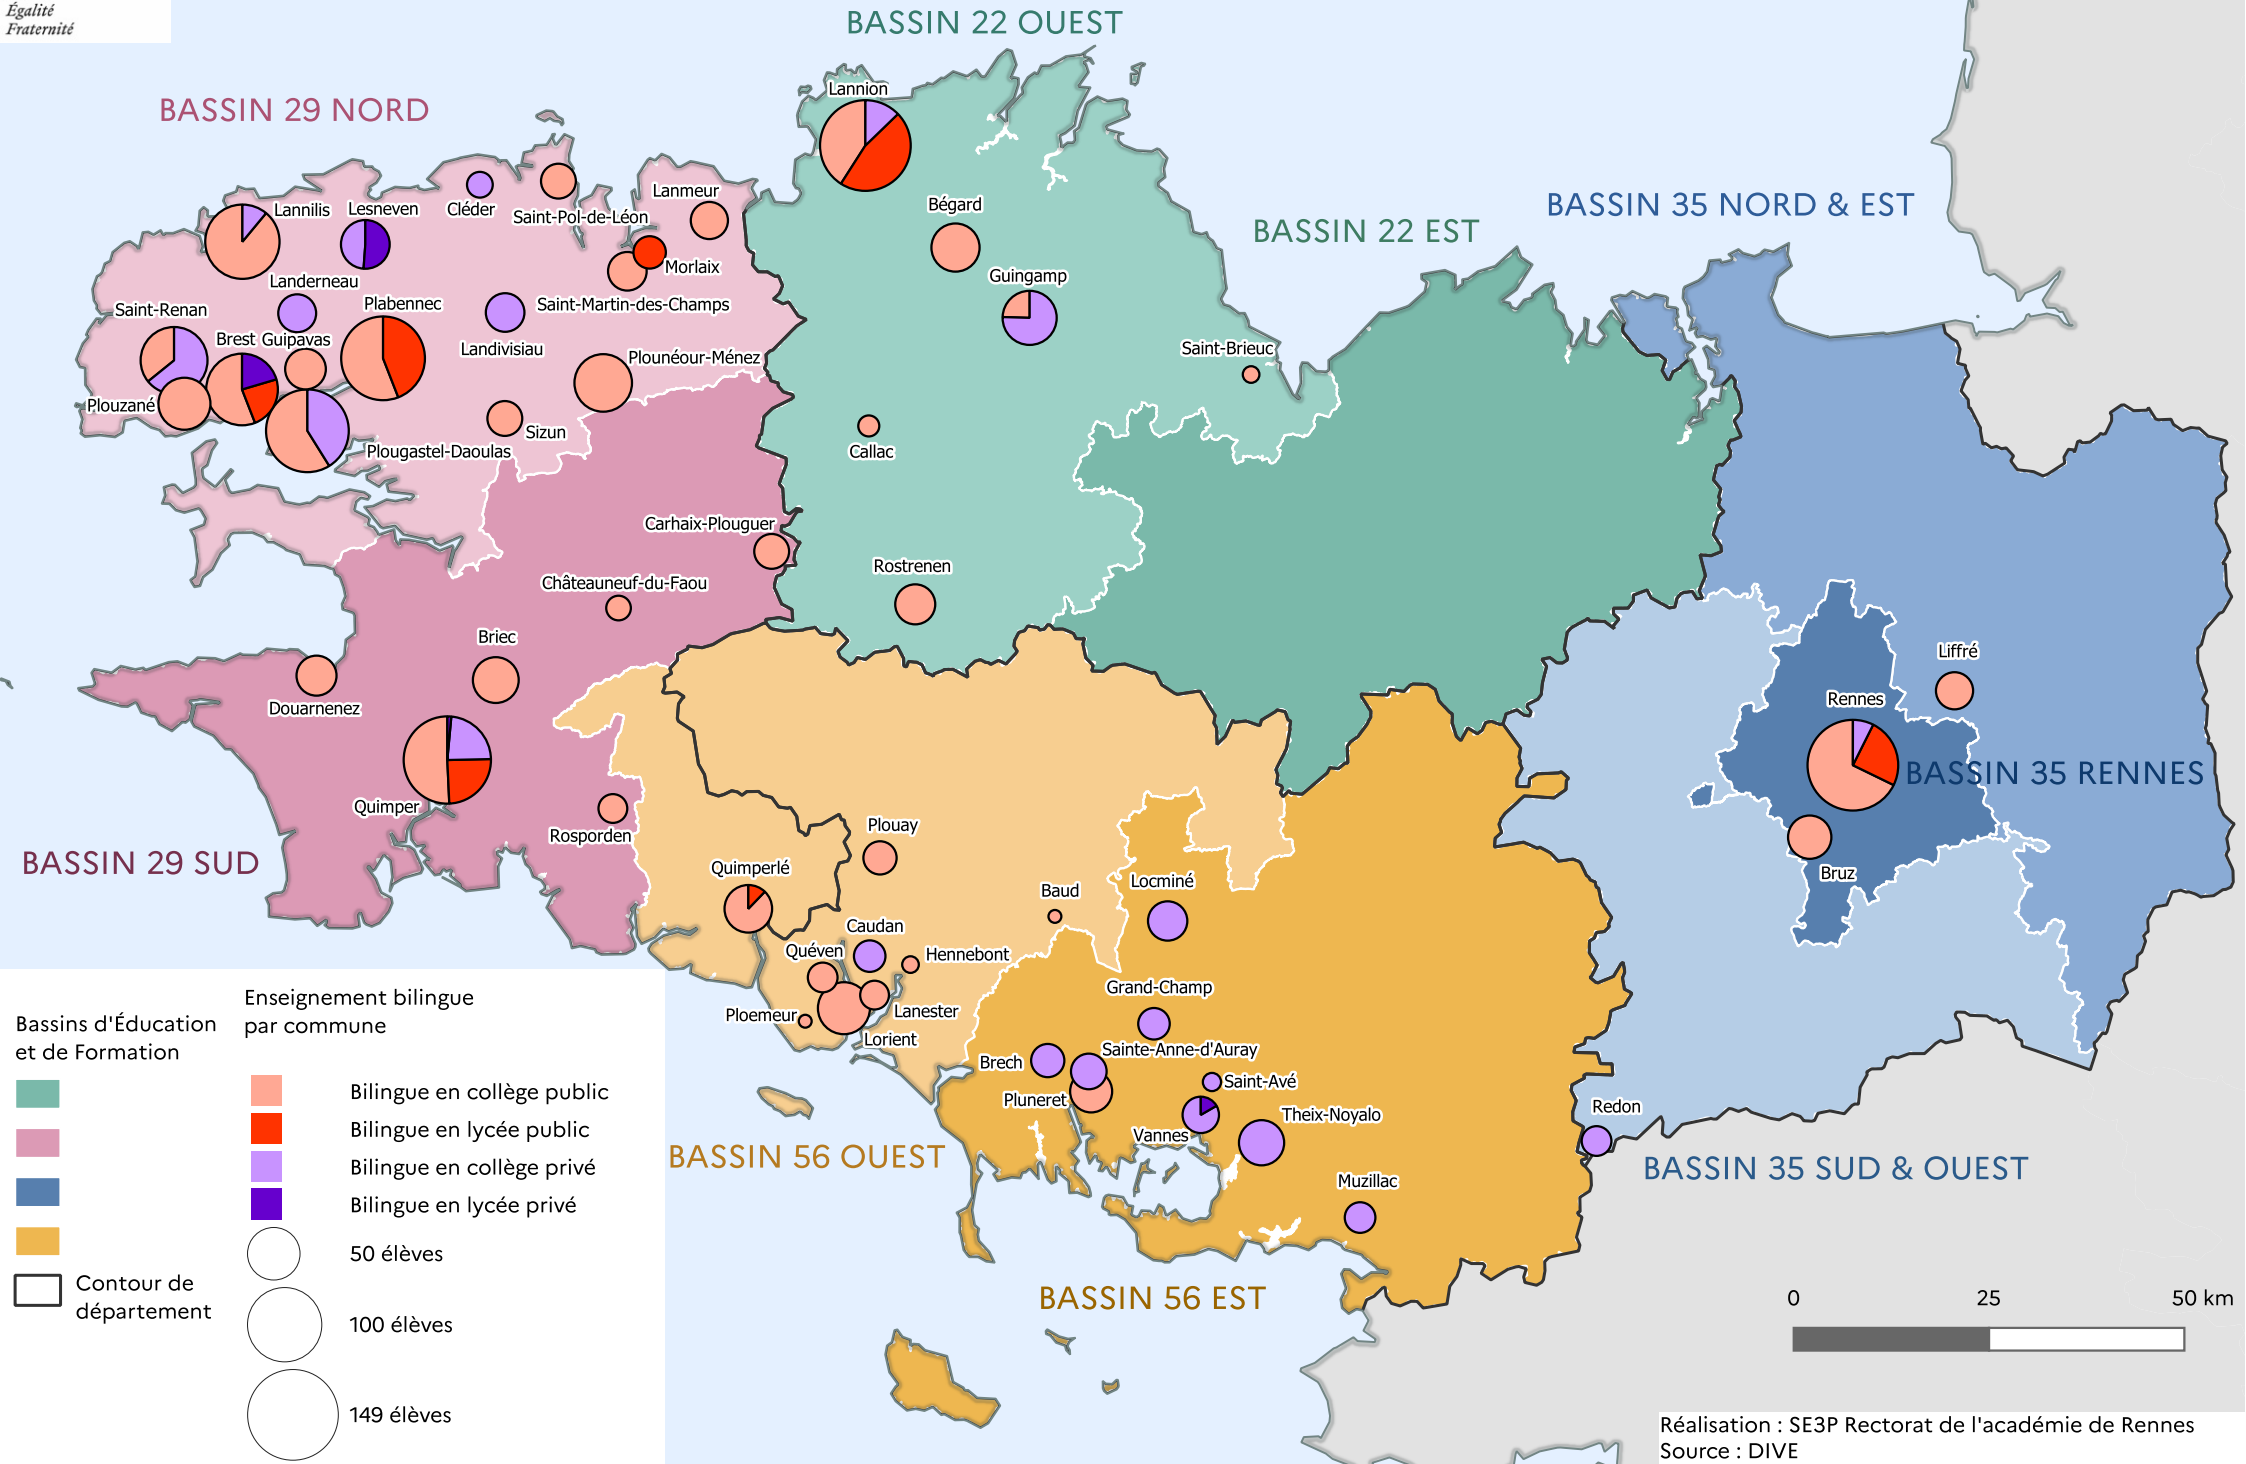 Égalité
Fraternité
BASSIN 22 OUEST
BASSIN 29 NORD
Lannion
Lanmeur
Cléder
Saint-Pol-de-Léon
Lannilis
Lesneven
Bégard
BASSIN 22 EST
BASSIN 35 NORD & EST
Morlaix
Guingamp
Landerneau
Saint-Renan
Plabennec
Saint-Martin-des-Champs
Brest
Guipavas
Landivisiau
Plounéour-Ménez
Saint-Brieuc
Plouzané
Sizun
Plougastel-Daoulas
Callac
Carhaix-Plouguer
Rostrenen
Châteauneuf-du-Faou
Briec
Liffré
Douarnenez
Rennes
BASSIN 35 RENNES
Quimper
Rosporden
Plouay
BASSIN 29 SUD
Quimperlé
Bruz
Baud
Locminé
Caudan
Quéven
Hennebont
Grand-Champ
Ploemeur
Lanester
Lorient
Brech
Sainte-Anne-d'Auray
Saint-Avé
Pluneret
Theix-Noyalo
Vannes
Redon
BASSIN 56 OUEST
BASSIN 35 SUD & OUEST
Muzillac
BASSIN 56 EST
Bassins d'Éducation
et de Formation
Contour de
département
Enseignement bilingue
par commune
Bilingue en collège public
Bilingue en lycée public
Bilingue en collège privé
Bilingue en lycée privé
50 élèves
100 élèves
149 élèves
0 25 50 km
Réalisation : SE3P Rectorat de l'académie de Rennes
Source : DIVE